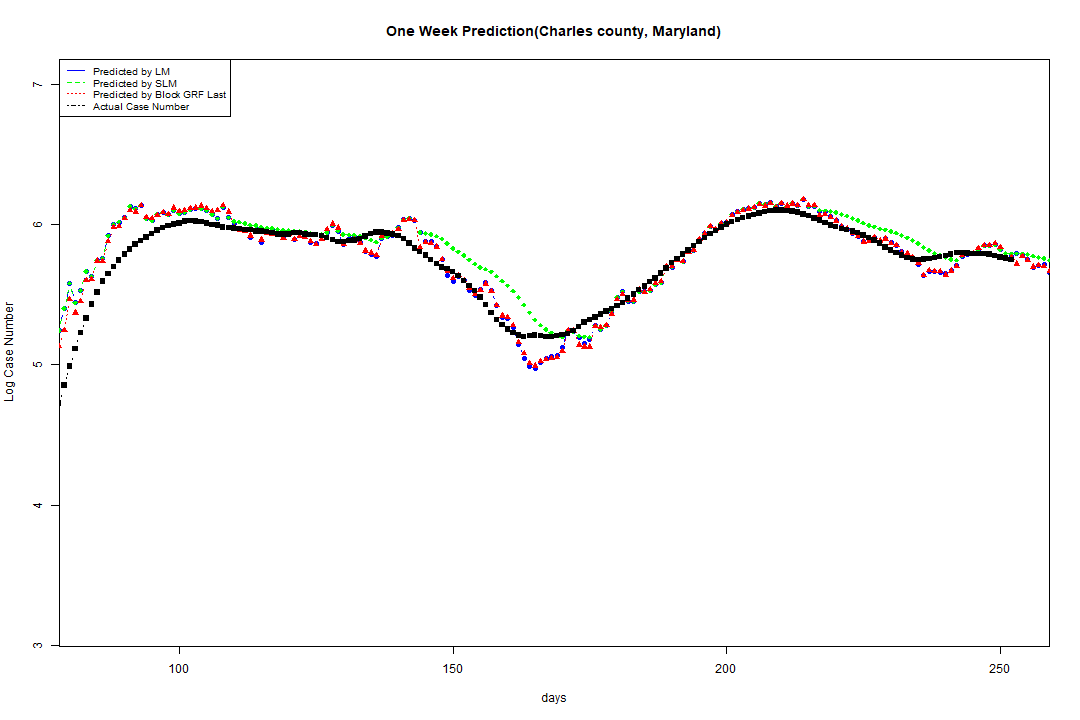 One Week Prediction(Charles county, Maryland)
Predicted by LM
Predicted by SLM
Predicted by Block GRF Last
Actual Case Number
7
6
5
4
3
Log Case Number
100
150
200
250
days